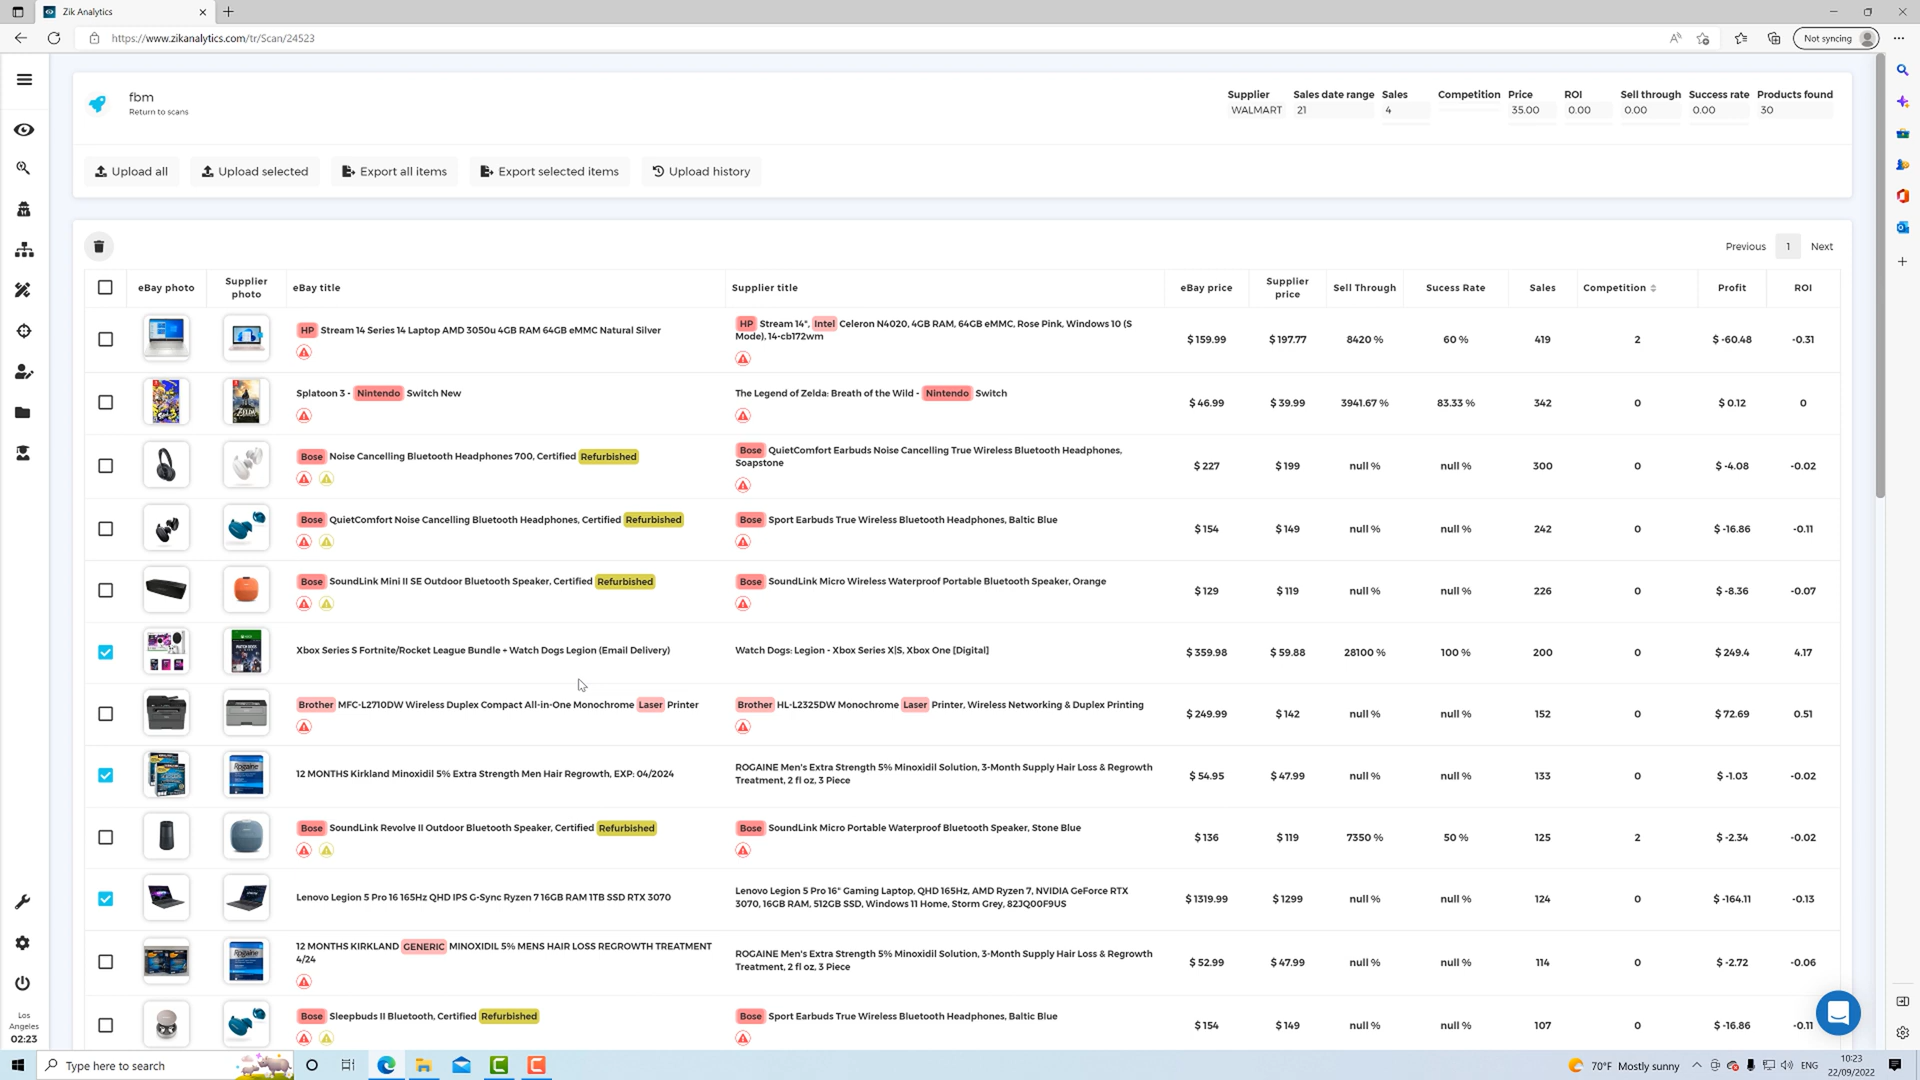 Zik Analytics
https://www.zikanalytics.com/tr/Scan/24523
Not syncing
fbm
Return to scans
Supplier Sales date range Sales Competition Price ROI Sell through Success rate Products found
WALMART 21 4 35.00 0.00 0.00 0.00 30
Upload all Upload selected Export all items Export selected items Upload history
Previous 1 Next
eBay photo Supplier photo eBay title Supplier title eBay price Supplier price Sell Through Sucess Rate Sales Competition Profit ROI
HP Stream 14 Series 14 Laptop AMD 3050u 4GB RAM 64GB eMMC Natural Silver
HP Stream 14", Intel Celeron N4020, 4GB RAM, 64GB eMMC, Rose Pink, Windows 10 (S
Mode), 14-cb172wm
$ 159.99 $ 197.77 8420 % 60 % 419 2 $ -60.48 -0.31
Splatoon 3 - Nintendo Switch New
The Legend of Zelda: Breath of the Wild - Nintendo Switch
$ 46.99 $ 39.99 3941.67 % 83.33 % 342 0 $ 0.12 0
Bose Noise Cancelling Bluetooth Headphones 700, Certified Refurbished
Bose QuietComfort Earbuds Noise Cancelling True Wireless Bluetooth Headphones,
Soapstone
$ 227 $ 199 null % null % 300 0 $ -4.08 -0.02
Bose QuietComfort Noise Cancelling Bluetooth Headphones, Certified Refurbished
Bose Sport Earbuds True Wireless Bluetooth Headphones, Baltic Blue
$ 154 $ 149 null % null % 242 0 $ -16.86 -0.11
Bose SoundLink Mini II SE Outdoor Bluetooth Speaker, Certified Refurbished
Bose SoundLink Micro Wireless Waterproof Portable Bluetooth Speaker, Orange
$ 129 $ 119 null % null % 226 0 $ -8.36 -0.07
Xbox Series S Fortnite/Rocket League Bundle + Watch Dogs Legion (Email Delivery)
Watch Dogs: Legion - Xbox Series X|S, Xbox One [Digital]
$ 359.98 $ 59.88 28100 % 100 % 200 0 $ 249.4 4.17
Brother MFC-L2710DW Wireless Duplex Compact All-in-One Monochrome Laser Printer
Brother HL-L2325DW Monochrome Laser Printer, Wireless Networking & Duplex Printing
$ 249.99 $ 142 null % null % 152 0 $ 72.69 0.51
12 MONTHS Kirkland Minoxidil 5% Extra Strength Men Hair Regrowth, EXP: 04/2024
ROGAINE Men's Extra Strength 5% Minoxidil Solution, 3-Month Supply Hair Loss & Regrowth
Treatment, 2 fl oz, 3 Piece
$ 54.95 $ 47.99 null % null % 133 0 $ -1.03 -0.02
Bose SoundLink Revolve II Outdoor Bluetooth Speaker, Certified Refurbished
Bose SoundLink Micro Portable Waterproof Bluetooth Speaker, Stone Blue
$ 136 $ 119 7350 % 50 % 125 2 $ -2.34 -0.02
Lenovo Legion 5 Pro 16 165Hz QHD IPS G-Sync Ryzen 7 16GB RAM 1TB SSD RTX 3070
Lenovo Legion 5 Pro 16" Gaming Laptop, QHD 165Hz, AMD Ryzen 7, NVIDIA GeForce RTX
3070, 16GB RAM, 512GB SSD, Windows 11 Home, Storm Grey, 82JQ00F9US
$ 1319.99 $ 1299 null % null % 124 0 $ -164.11 -0.13
12 MONTHS KIRKLAND GENERIC MINOXIDIL 5% MENS HAIR LOSS REGROWTH TREATMENT
4/24
ROGAINE Men's Extra Strength 5% Minoxidil Solution, 3-Month Supply Hair Loss & Regrowth
Treatment, 2 fl oz, 3 Piece
$ 52.99 $ 47.99 null % null % 114 0 $ -2.72 -0.06
Bose Sleepbuds II Bluetooth, Certified Refurbished
Bose Sport Earbuds True Wireless Bluetooth Headphones, Baltic Blue
$ 154 $ 149 null % null % 107 0 $ -16.86 -0.11
Los
Angeles
02:23
Type here to search
70°F Mostly sunny
ENG
10:23
22/09/2022